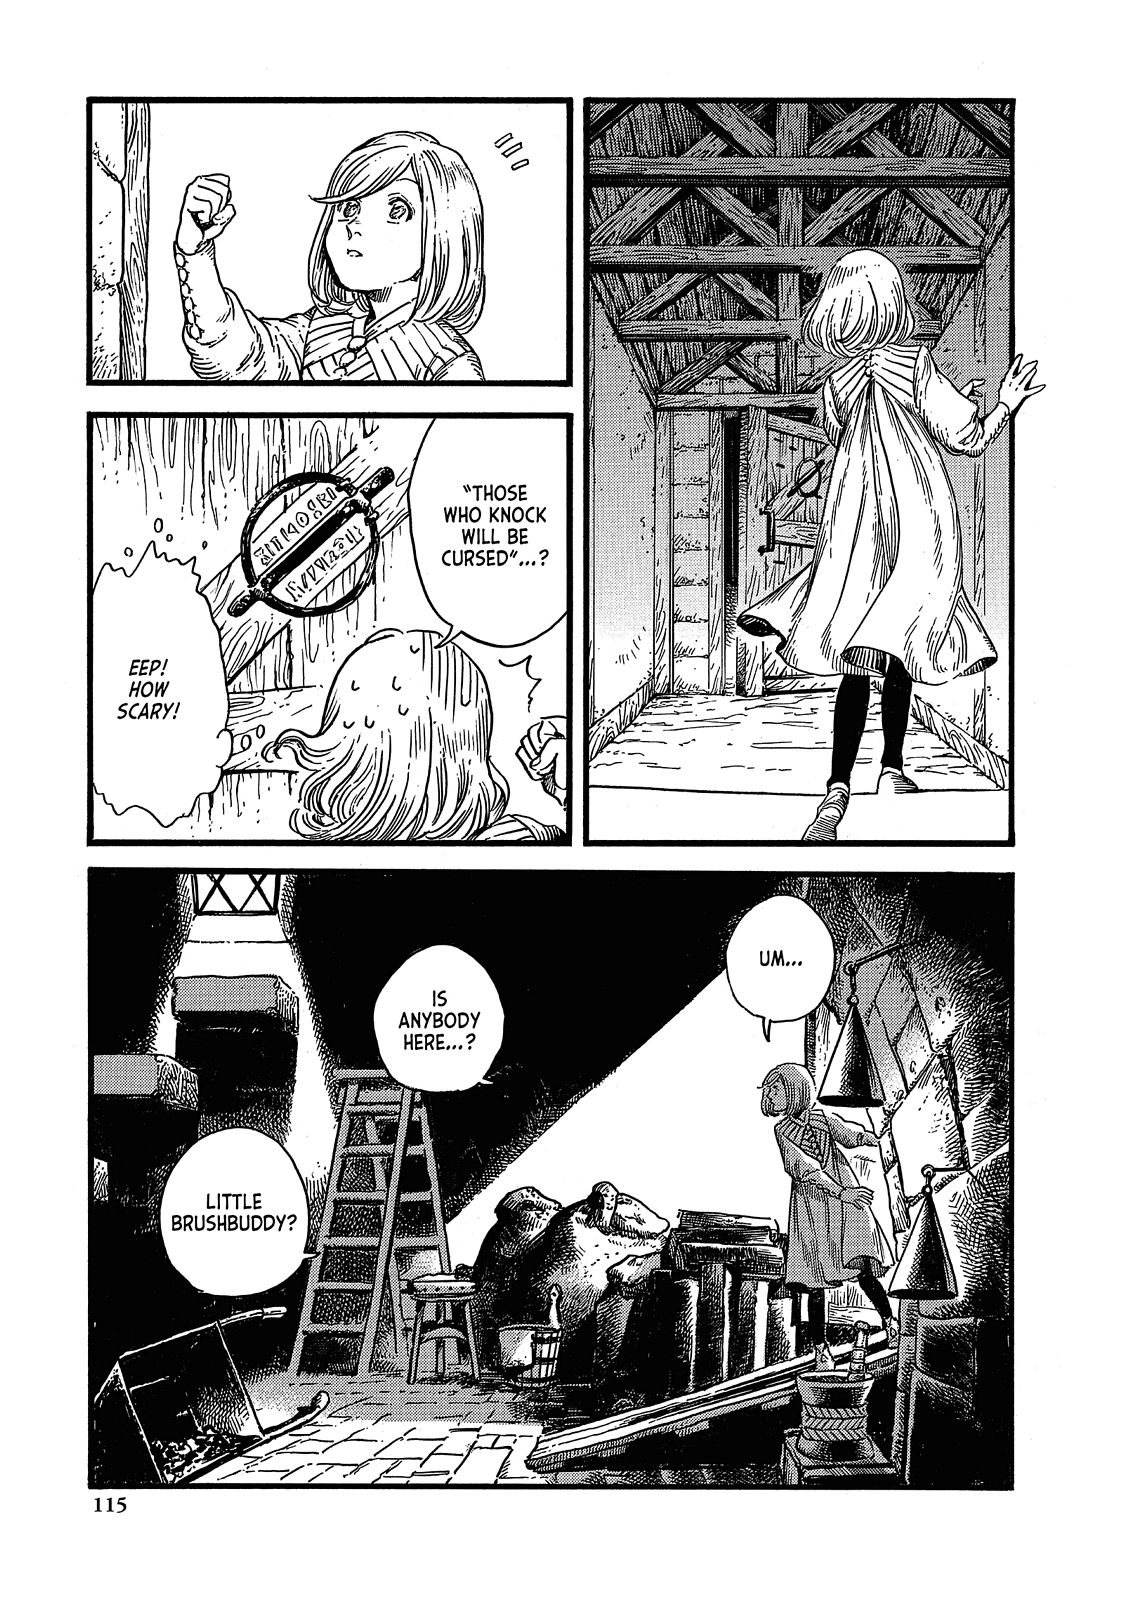 "THOSE
WHO KNOCK
WILL BE
CURSED"...?
EEP!
HOW
SCARY!
UM...
IS
ANYBODY
HERE...?
LITTLE
BRUSHBUDDY?
115